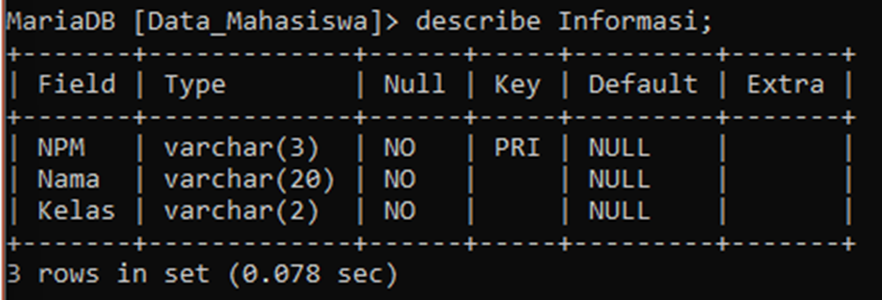 MariaDB [Data_Mahasiswa]> describe Informasi;
+-------+-------------+------+-----+---------+-------+
| Field | Type        | Null | Key | Default | Extra |
+-------+-------------+------+-----+---------+-------+
| NPM   | varchar(3)  | NO   | PRI | NULL    |       |
| Nama  | varchar(20) | NO   |     | NULL    |       |
| Kelas | varchar(2)  | NO   |     | NULL    |       |
+-------+-------------+------+-----+---------+-------+
3 rows in set (0.078 sec)